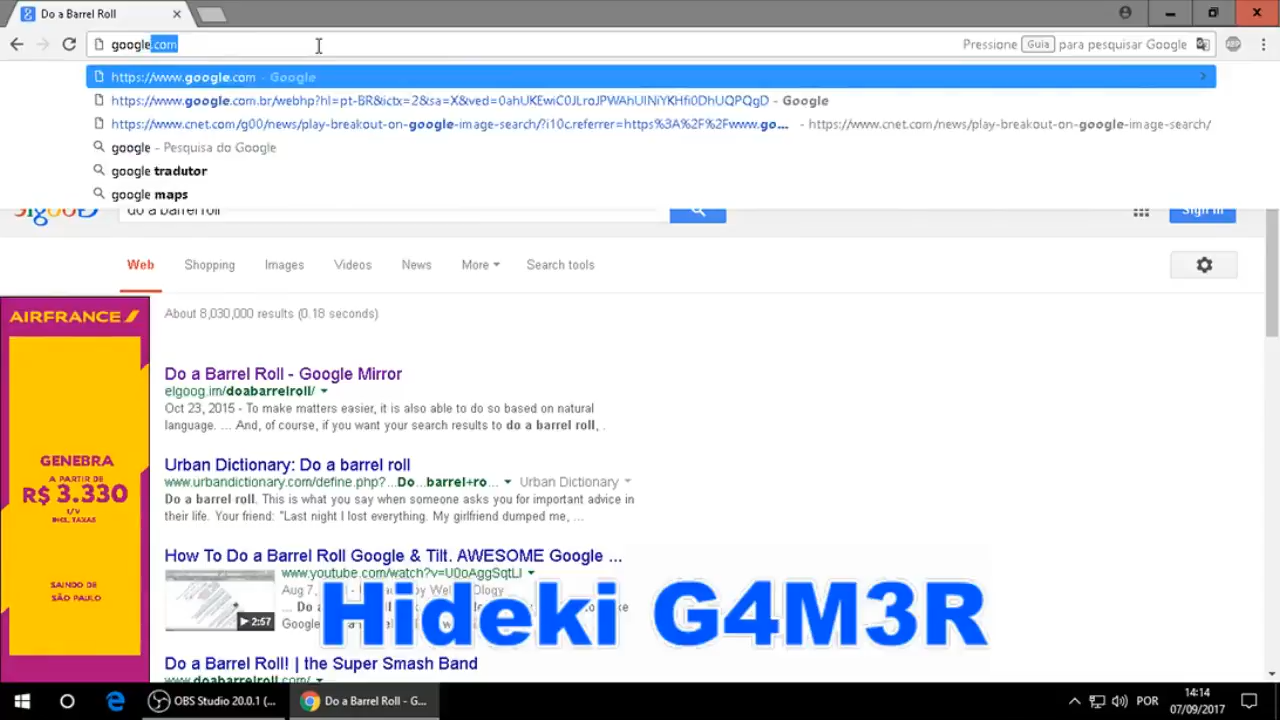 Do a Barrel Roll
google.com
Pressione Guia para pesquisar Google
https://www.google.com - Google
https://www.google.com.br/webhp?hl=pt-BR&ictx=2&sa=X&ved=0ahUKEwiC0JLroJPWAhUINiYKHfi0DhUQPQgD - Google
https://www.cnet.com/g00/news/play-breakout-on-google-image-search/?i10c.referrer=https%3A%2F%2Fwww.go... - https://www.cnet.com/news/play-breakout-on-google-image-search/
google - Pesquisa do Google
google tradutor
google maps
do a barrel roll
Sign in
Web Shopping Images Videos News More Search tools
AIRFRANCE
About 8,030,000 results (0.18 seconds)
Do a Barrel Roll - Google Mirror
elgoog.im/doabarrelroll/
Oct 23, 2015 - To make matters easier, it is also able to do so based on natural
language. ... And, of course, if you want your search results to do a barrel roll, .
GENEBRA
A PARTIR DE
R$ 3.330
I/V
INCL. TAXAS
Urban Dictionary: Do a barrel roll
www.urbandictionary.com/define.php?...Do...barrel+ro... Urban Dictionary
Do a barrel roll. This is what you say when someone asks you for important advice in
their life. Your friend: "Last night I lost everything. My girlfriend dumped me, ...
SAINDO DE
SÃO PAULO
How To Do a Barrel Roll Google & Tilt. AWESOME Google ...
www.youtube.com/watch?v=U0oAggSqtLI
Aug 7,
2:57
Hideki G4M3R
Do a Barrel Roll! | the Super Smash Band
www.doabarrelroll.com/
OBS Studio 20.0.1 (...
Do a Barrel Roll - G...
POR
14:14
07/09/2017